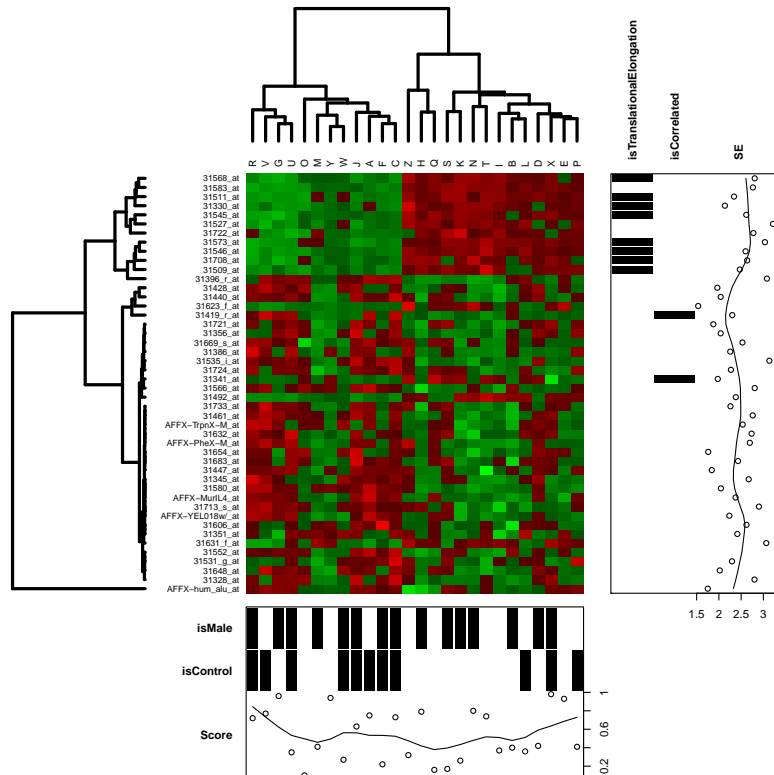 isTranslationalElongation
isCorrelated
SE
R V G U O M Y W J A F C Z H Q S K N T I B L D X E P
31568_at
31583_at
31511_at
31330_at
31545_at
31527_at
31722_at
31573_at
31546_at
31708_at
31509_at
31396_r_at
31428_at
31440_at
31623_f_at
31419_r_at
31721_at
31356_at
31669_s_at
31386_at
31535_i_at
31724_at
31341_at
31566_at
31492_at
31733_at
31461_at
AFFX−TrpnX−M_at
31632_at
AFFX−PheX−M_at
31654_at
31683_at
31447_at
31345_at
31580_at
AFFX−MurIL4_at
31713_s_at
AFFX−YEL018w/_at
31606_at
31351_at
31631_f_at
31552_at
31531_g_at
31648_at
31328_at
AFFX−hum_alu_at
1.5 2 2.5 3
isMale
isControl
Score
0.2 0.6 1